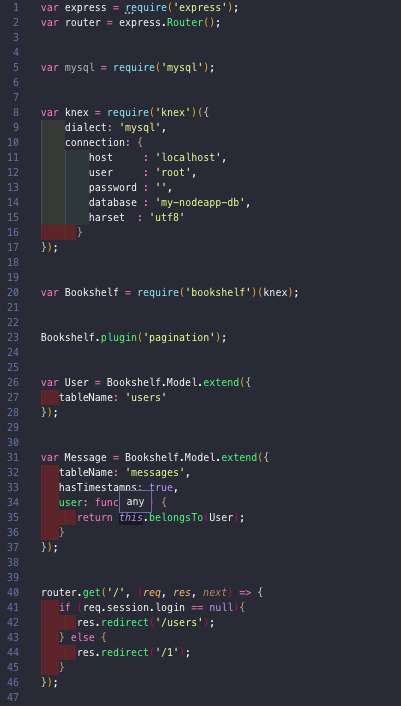 1 var express = require('express');
2 var router = express.Router();
3
4
5 var mysql = require('mysql');
6
7
8 var knex = require('knex')({
9 dialect: 'mysql',
10 connection: {
11 host : 'localhost',
12 user : 'root',
13 password : '',
14 database : 'my-nodeapp-db',
15 harset : 'utf8'
16 }
17 });
18
19
20 var Bookshelf = require('bookshelf')(knex);
21
22
23 Bookshelf.plugin('pagination');
24
25
26 var User = Bookshelf.Model.extend({
27 tableName: 'users'
28 });
29
30
31 var Message = Bookshelf.Model.extend({
32 tableName: 'messages',
33 hasTimestamps: true,
34 user: func any ) {
35 return this.belongsTo(User);
36 }
37 });
38
39
40 router.get('/', (req, res, next) => {
41 if (req.session.login == null){
42 res.redirect('/users');
43 } else {
44 res.redirect('/1');
45 }
46 });
47